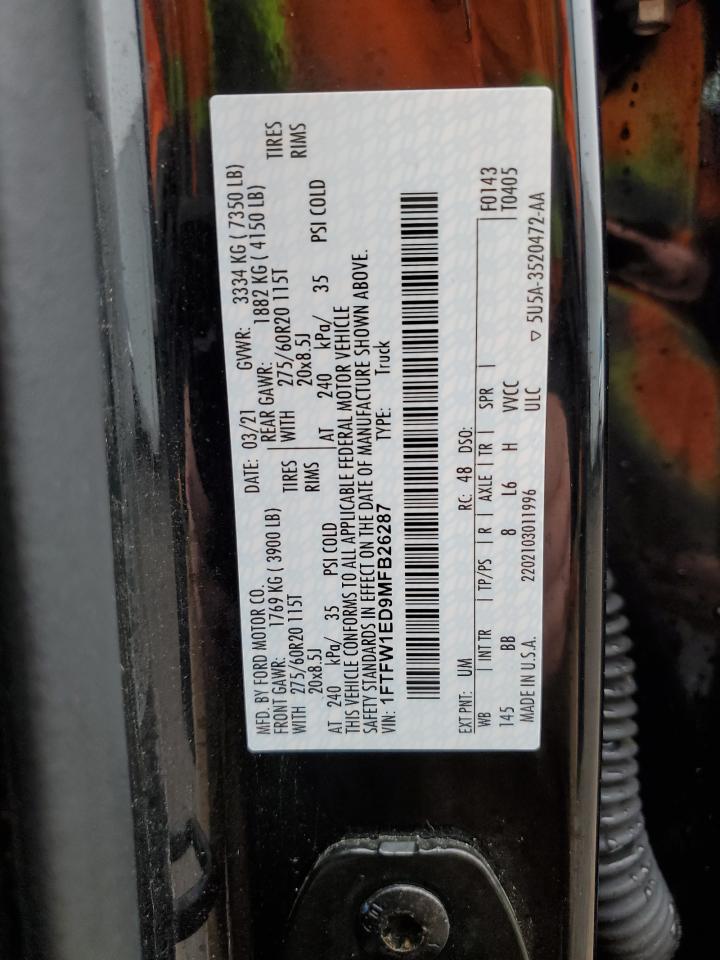 MFD. BY FORD MOTOR CO.
DATE: 03/21 GVWR: 3334 KG ( 7350 LB)
FRONT GAWR: 1769 KG ( 3900 LB) REAR GAWR: 1882 KG ( 4150 LB)
WITH 275/60R20 115T TIRES WITH 275/60R20 115T TIRES
20x8.5J RIMS 20x8.5J RIMS
AT 240 kPa/ 35 PSI COLD AT 240 kPa/ 35 PSI COLD
THIS VEHICLE CONFORMS TO ALL APPLICABLE FEDERAL MOTOR VEHICLE
SAFETY STANDARDS IN EFFECT ON THE DATE OF MANUFACTURE SHOWN ABOVE.
VIN: 1FTFW1ED9MFB26287 TYPE: Truck
EXT PNT: UM RC: 48 DSO: F0143
WB INT TR TP/PS R AXLE TR SPR T0405
145 BB 8 L6 H VVCC
MADE IN U.S.A. 2202103011996 ULC ▽ 5U5A-3520472-AA